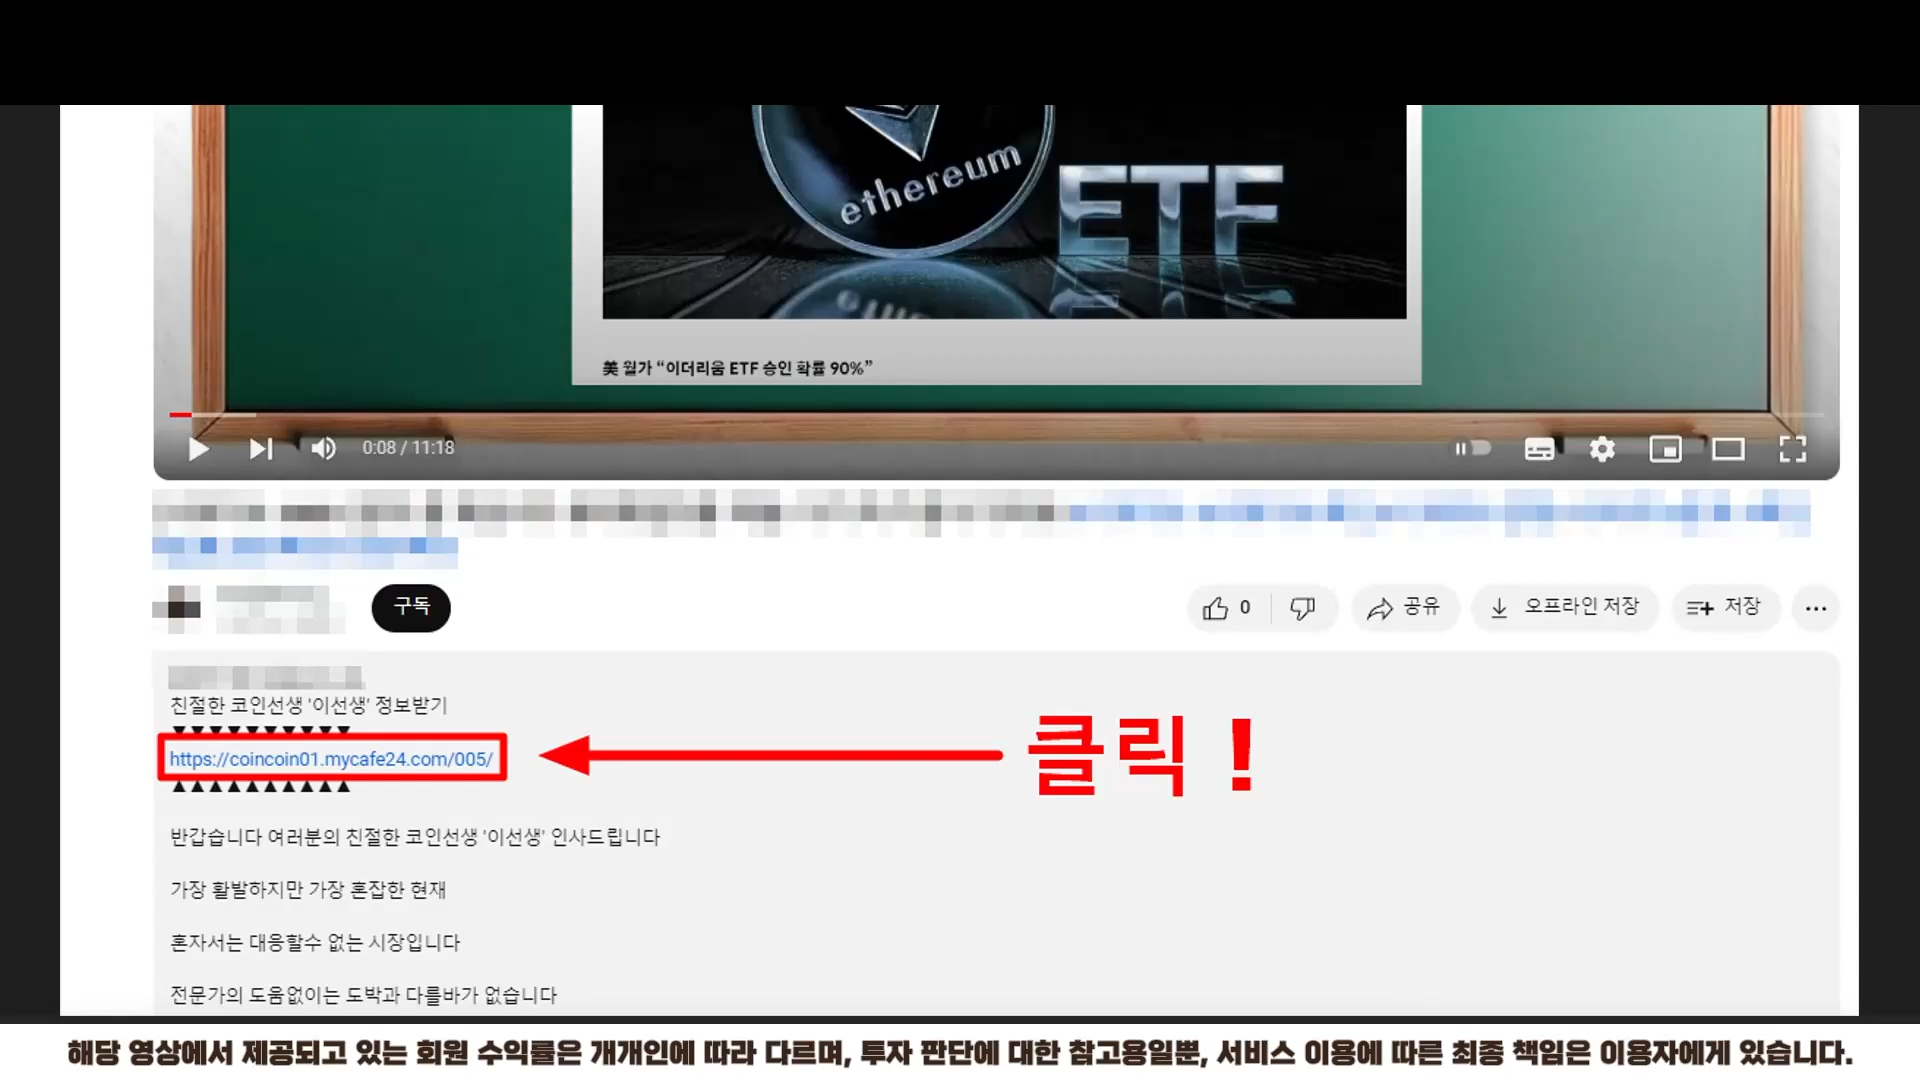 ethereum
ETF
美 월가 “이더리움 ETF 승인 확률 90%”
0:08 / 11:18
구독
0
공유
오프라인 저장
저장
친절한 코인선생 '이선생' 정보받기
▼▼▼▼▼▼▼▼▼▼
https://coincoin01.mycafe24.com/005/
클릭 !
▲▲▲▲▲▲▲▲▲▲
반갑습니다 여러분의 친절한 코인선생 '이선생' 인사드립니다
가장 활발하지만 가장 혼잡한 현재
혼자서는 대응할수 없는 시장입니다
전문가의 도움없이는 도박과 다를바가 없습니다
해당 영상에서 제공되고 있는 회원 수익률은 개개인에 따라 다르며, 투자 판단에 대한 참고용일뿐, 서비스 이용에 따른 최종 책임은 이용자에게 있습니다.